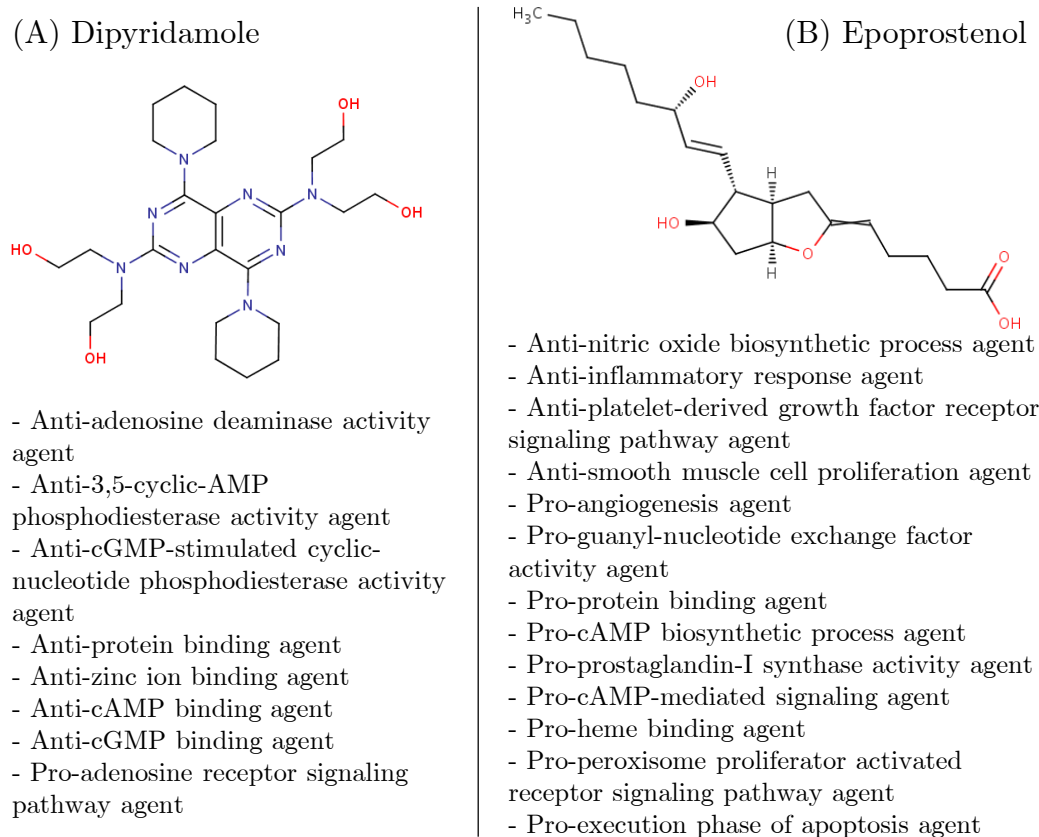 (A) Dipyridamole
OH
OH
N
N
N
N
HO
N
N
N
N
OH
- Anti-adenosine deaminase activity
agent
- Anti-3,5-cyclic-AMP
phosphodiesterase activity agent
- Anti-cGMP-stimulated cyclic-
nucleotide phosphodiesterase activity
agent
- Anti-protein binding agent
- Anti-zinc ion binding agent
- Anti-cAMP binding agent
- Anti-cGMP binding agent
- Pro-adenosine receptor signaling
pathway agent
(B) Epoprostenol
H₃C
OH
H
HO
O
H
O
OH
- Anti-nitric oxide biosynthetic process agent
- Anti-inflammatory response agent
- Anti-platelet-derived growth factor receptor
signaling pathway agent
- Anti-smooth muscle cell proliferation agent
- Pro-angiogenesis agent
- Pro-guanyl-nucleotide exchange factor
activity agent
- Pro-protein binding agent
- Pro-cAMP biosynthetic process agent
- Pro-prostaglandin-I synthase activity agent
- Pro-cAMP-mediated signaling agent
- Pro-heme binding agent
- Pro-peroxisome proliferator activated
receptor signaling pathway agent
- Pro-execution phase of apoptosis agent